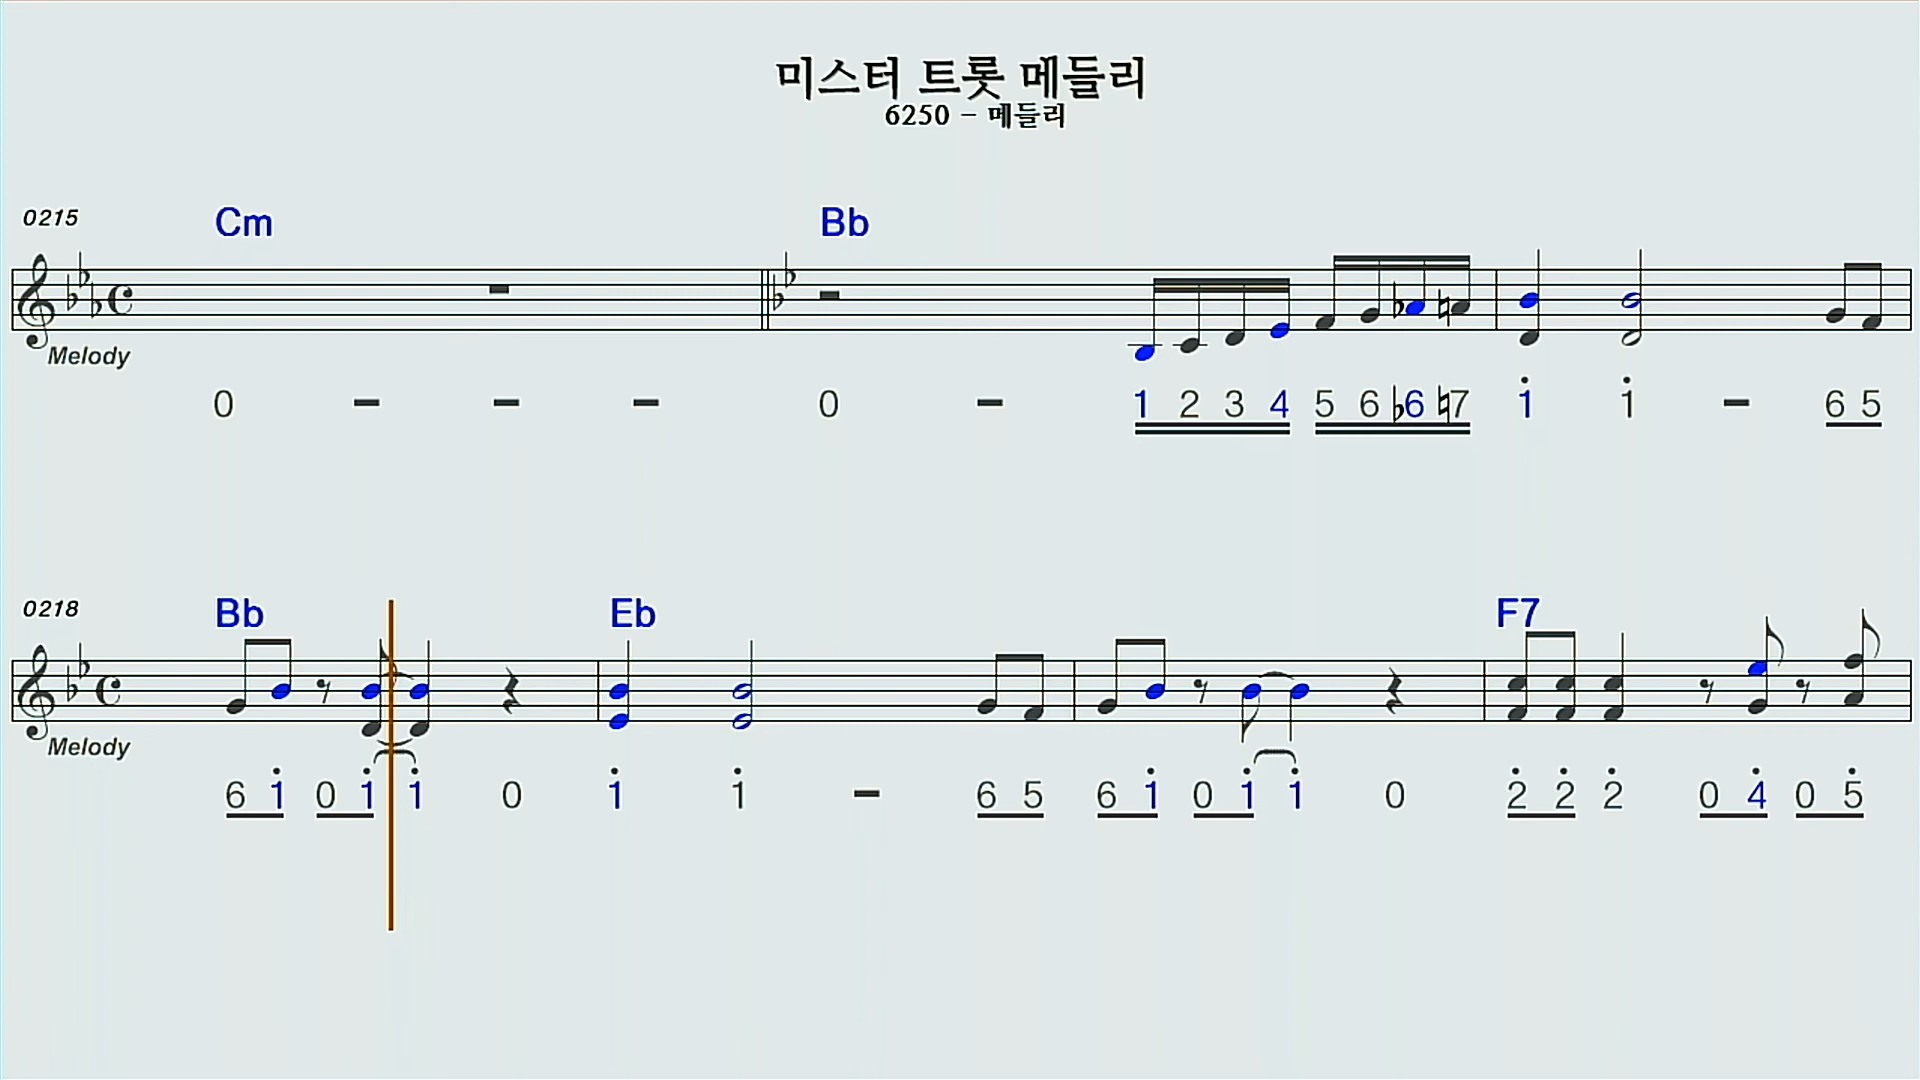 미스터 트롯 메들리
6250 - 메들리
0215 Cm Bb
Melody
0 - - - 0 - 1 2 3 4 5 6 ♭6 ♮7 1 1 - 6 5
0218 Bb Eb F7
Melody
6 1 0 1 1 0 1 1 - 6 5 6 1 0 1 1 0 2 2 2 0 4 0 5